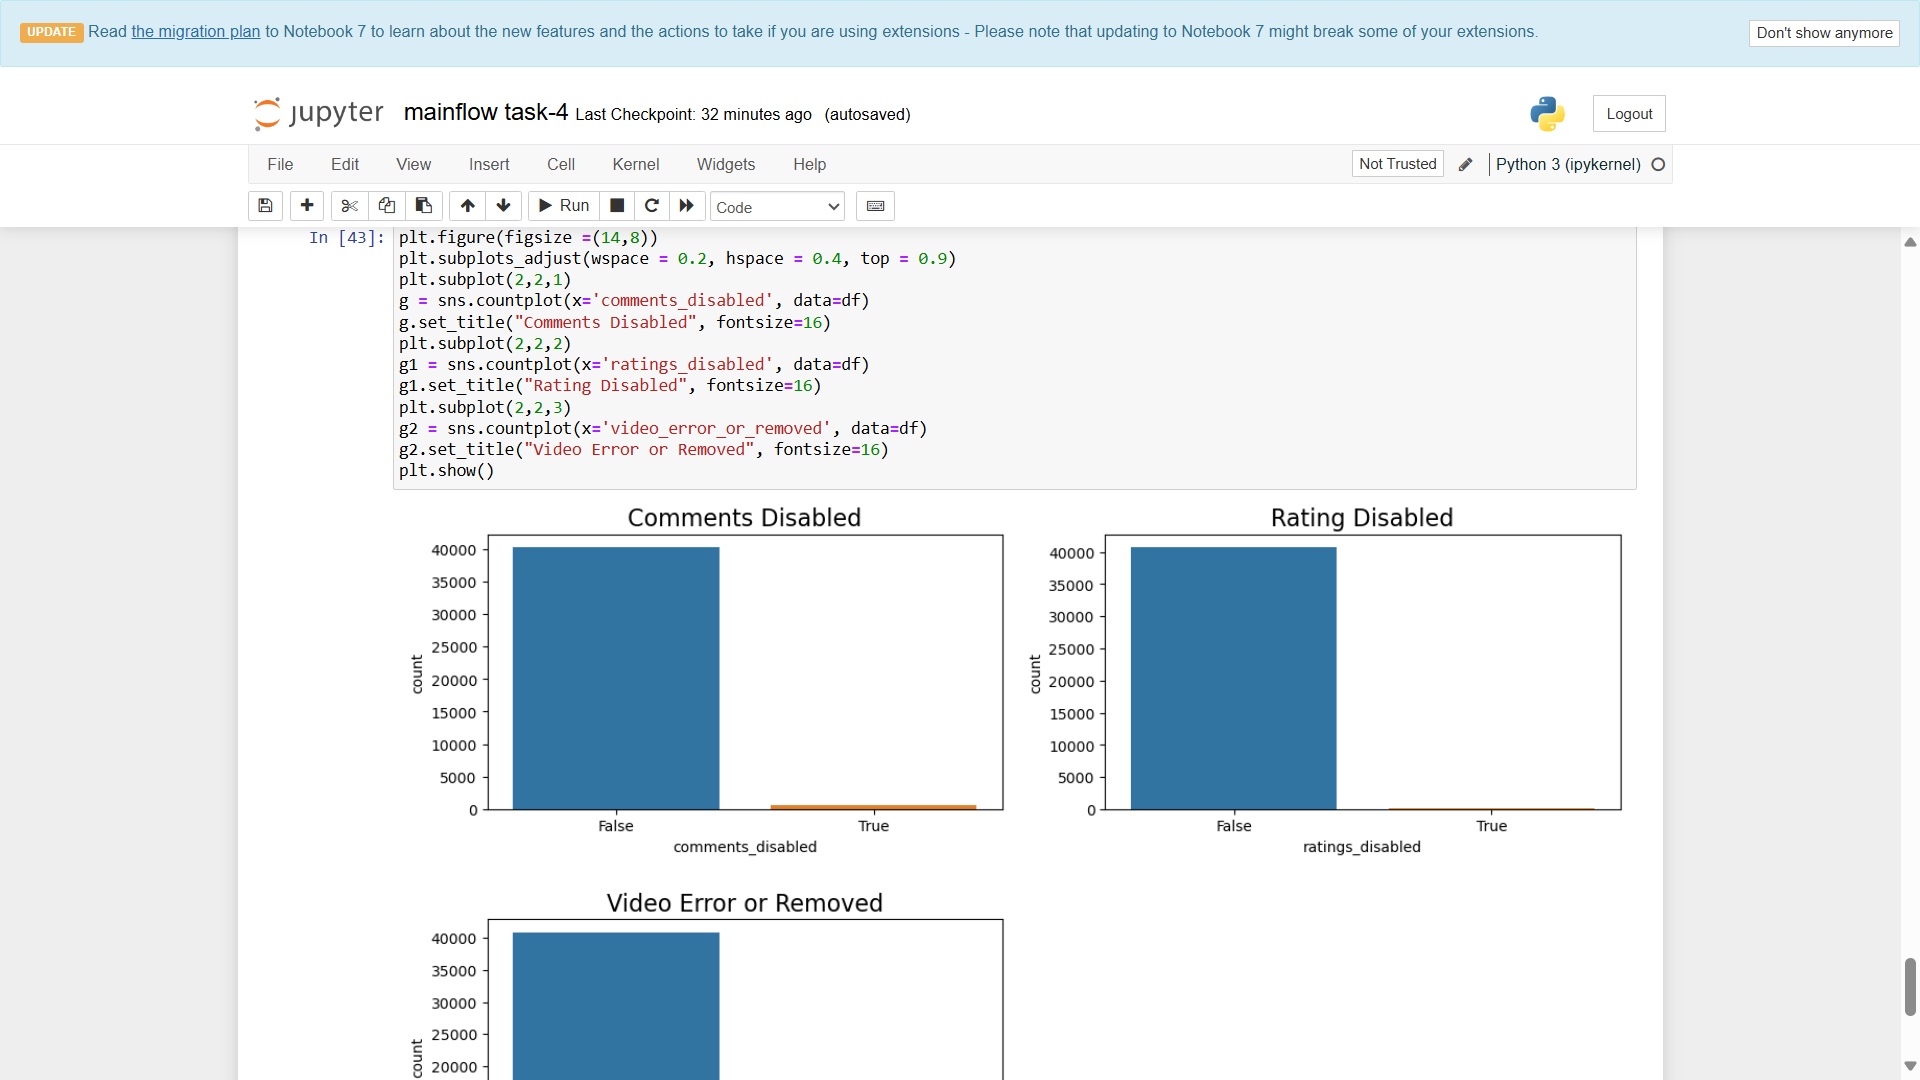 UPDATE Read the migration plan to Notebook 7 to learn about the new features and the actions to take if you are using extensions - Please note that updating to Notebook 7 might break some of your extensions.
Don't show anymore
jupyter mainflow task-4 Last Checkpoint: 32 minutes ago (autosaved)
Logout
File Edit View Insert Cell Kernel Widgets Help
Not Trusted
Python 3 (ipykernel)
Run
Code
In [43]:
plt.figure(figsize =(14,8))
plt.subplots_adjust(wspace = 0.2, hspace = 0.4, top = 0.9)
plt.subplot(2,2,1)
g = sns.countplot(x='comments_disabled', data=df)
g.set_title("Comments Disabled", fontsize=16)
plt.subplot(2,2,2)
g1 = sns.countplot(x='ratings_disabled', data=df)
g1.set_title("Rating Disabled", fontsize=16)
plt.subplot(2,2,3)
g2 = sns.countplot(x='video_error_or_removed', data=df)
g2.set_title("Video Error or Removed", fontsize=16)
plt.show()
Comments Disabled
40000
35000
30000
25000
20000
15000
10000
5000
0
count
False True
comments_disabled
Rating Disabled
40000
35000
30000
25000
20000
15000
10000
5000
0
count
False True
ratings_disabled
Video Error or Removed
40000
35000
30000
25000
20000
count